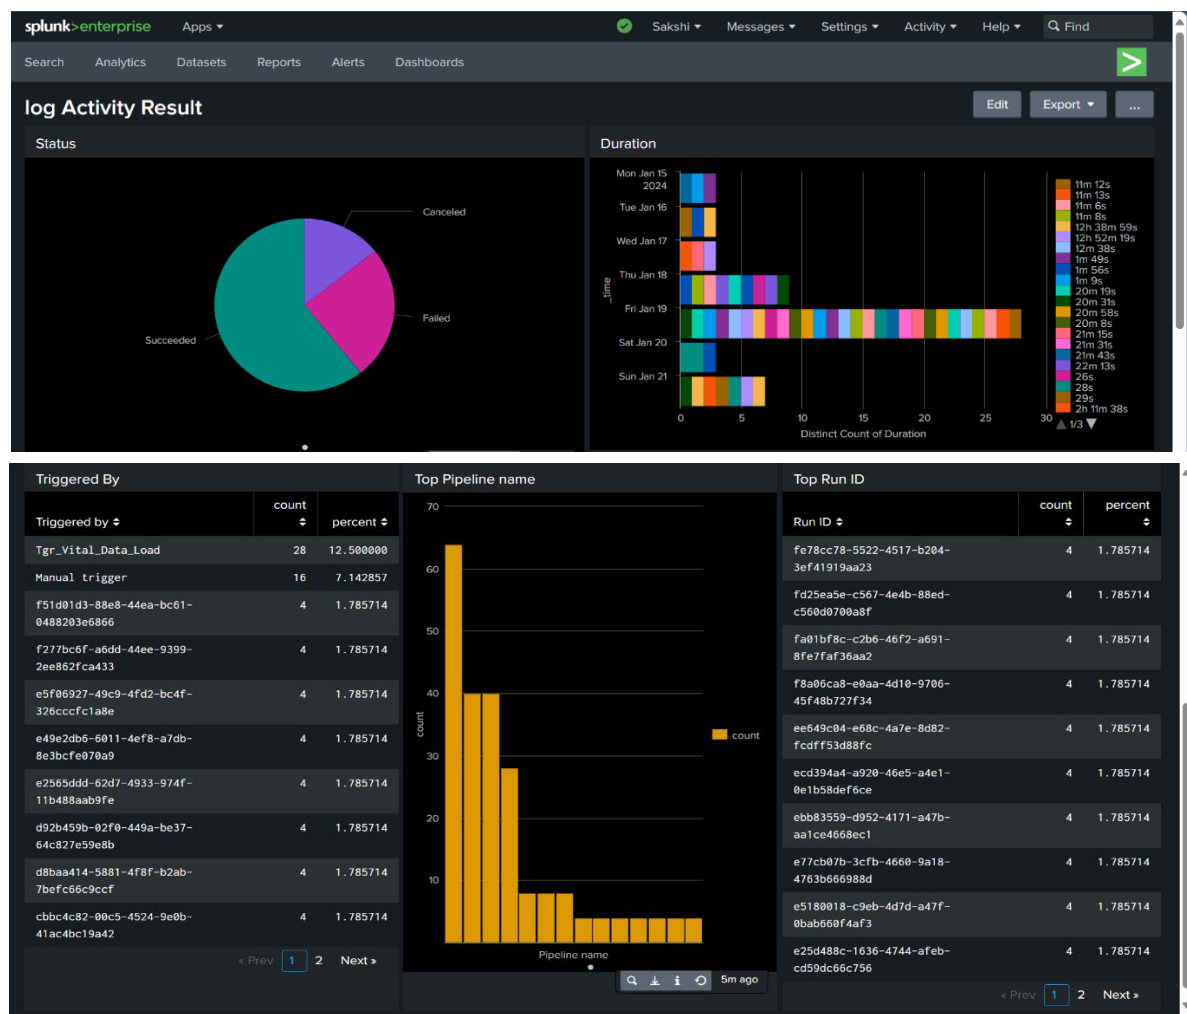 splunk>enterprise Apps ▾ Sakshi ▾ Messages ▾ Settings ▾ Activity ▾ Help ▾ Find
Search Analytics Datasets Reports Alerts Dashboards
log Activity Result
Edit Export ▾ ...
Status
Canceled
Failed
Succeeded
Duration
_time
Mon Jan 15
2024
Tue Jan 16
Wed Jan 17
Thu Jan 18
Fri Jan 19
Sat Jan 20
Sun Jan 21
0 5 10 15 20 25 30
Distinct Count of Duration
11m 12s
11m 13s
11m 6s
11m 8s
12h 38m 59s
12h 52m 19s
12m 38s
1m 49s
1m 56s
1m 9s
20m 19s
20m 31s
20m 58s
20m 8s
21m 15s
21m 31s
21m 43s
22m 13s
26s
28s
29s
2h 11m 38s
1/3
Triggered By
Triggered by count percent
Tgr_Vital_Data_Load 28 12.500000
Manual trigger 16 7.142857
f51d01d3-88e8-44ea-bc61- 4 1.785714
0488203e6866
f277bc6f-a6dd-44ee-9399- 4 1.785714
2ee862fca433
e5f06927-49c9-4fd2-bc4f- 4 1.785714
326cccfc1a8e
e49e2db6-6011-4ef8-a7db- 4 1.785714
8e3bcfe070a9
e2565ddd-62d7-4933-974f- 4 1.785714
11b488aab9fe
d92b459b-02f0-449a-be37- 4 1.785714
64c827e59e8b
d8baa414-5881-4f8f-b2ab- 4 1.785714
7befc66c9ccf
cbbc4c82-00c5-4524-9e0b- 4 1.785714
41ac4bc19a42
« Prev 1 2 Next »
Top Pipeline name
70
60
50
40
30
20
10
count
count
Pipeline name
5m ago
Top Run ID
Run ID count percent
fe78cc78-5522-4517-b204- 4 1.785714
3ef41919aa23
fd25ea5e-c567-4e4b-88ed- 4 1.785714
c560d0700a8f
fa01bf8c-c2b6-46f2-a691- 4 1.785714
8fe7faf36aa2
f8a06ca8-e0aa-4d10-9706- 4 1.785714
45f48b727f34
ee649c04-e68c-4a7e-8d82- 4 1.785714
fcdff53d88fc
ecd394a4-a920-46e5-a4e1- 4 1.785714
0e1b58def6ce
ebb83559-d952-4171-a47b- 4 1.785714
aa1ce4668ec1
e77cb07b-3cfb-4660-9a18- 4 1.785714
4763b666988d
e5180018-c9eb-4d7d-a47f- 4 1.785714
0bab660f4af3
e25d488c-1636-4744-afeb- 4 1.785714
cd59dc66c756
« Prev 1 2 Next »